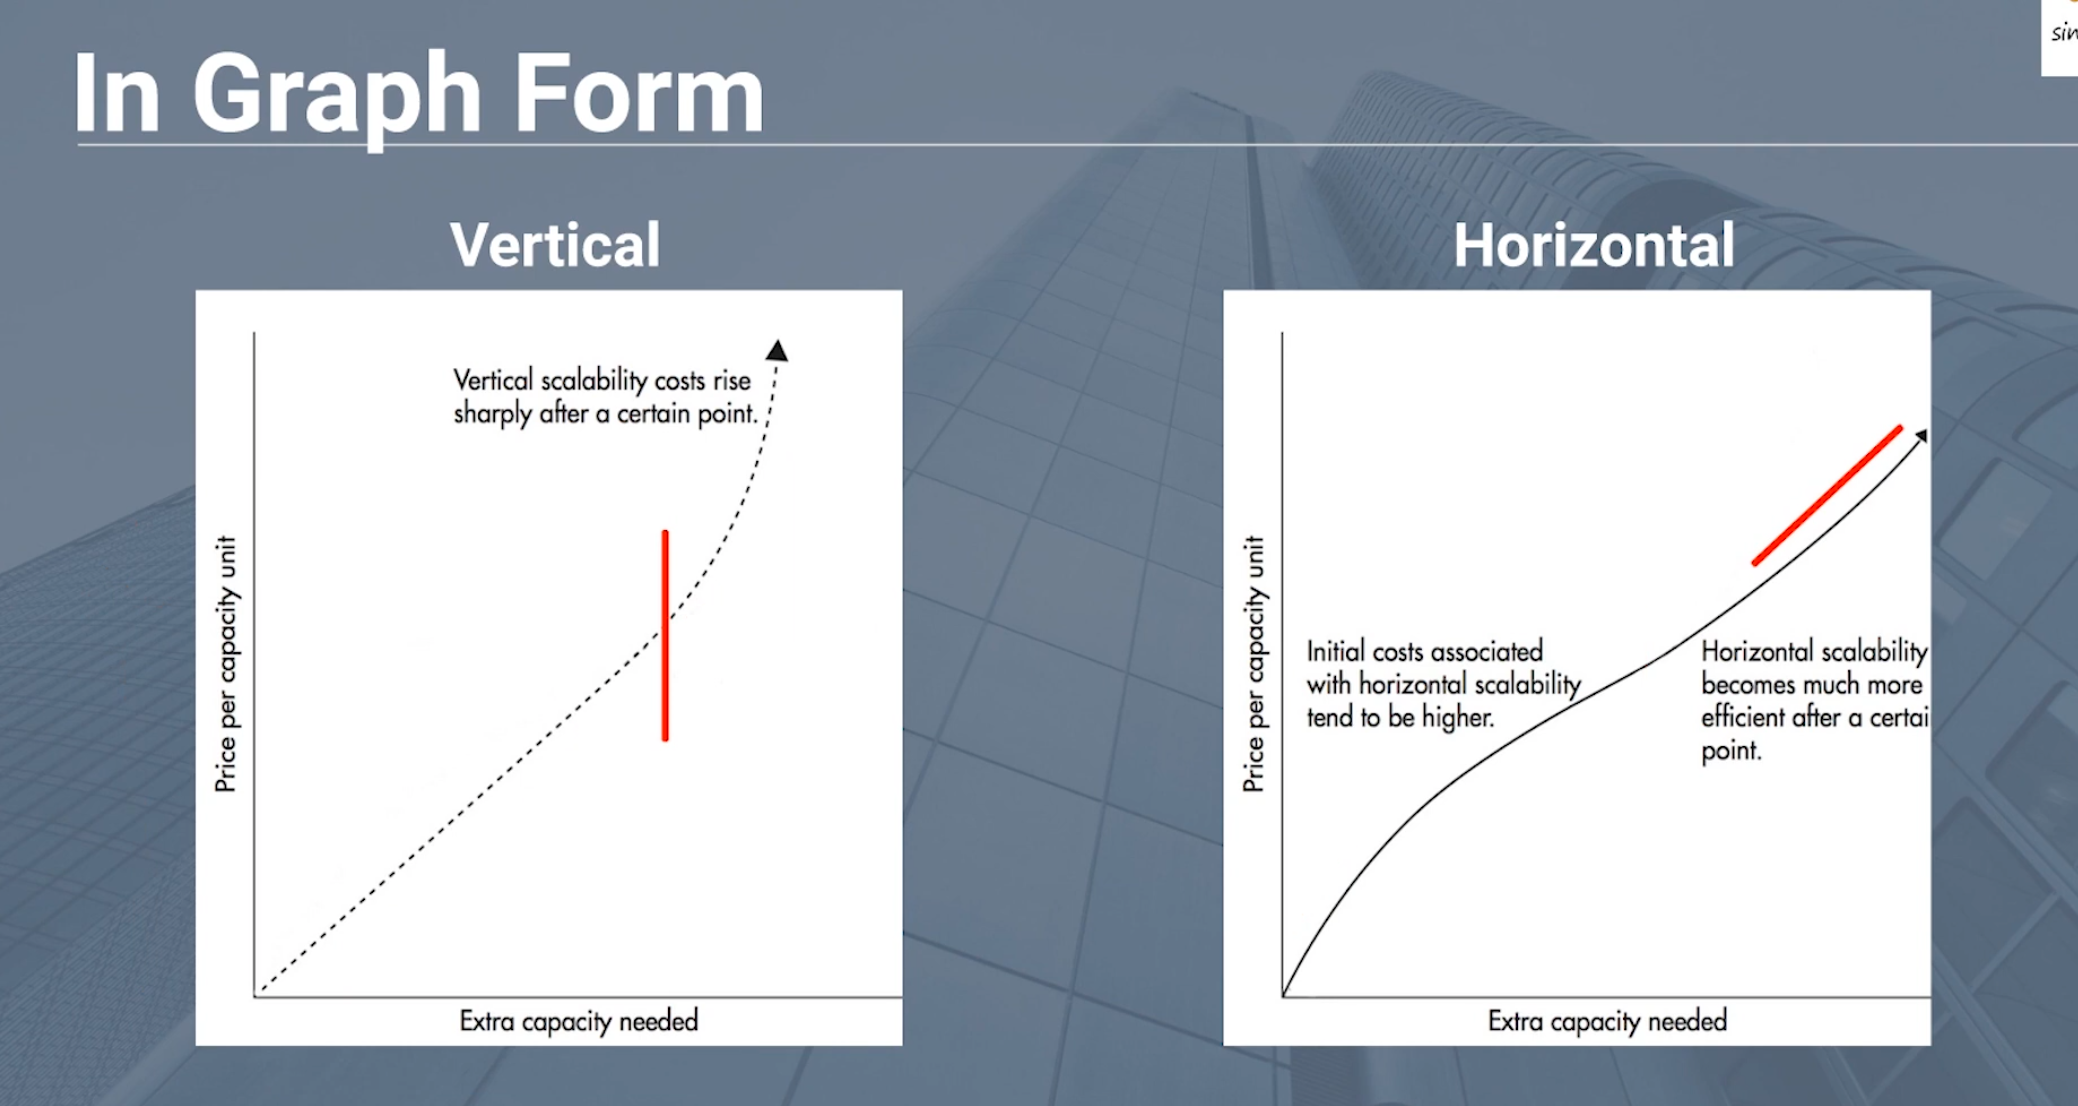 In Graph Form
Vertical
Vertical scalability costs rise
sharply after a certain point.
Price per capacity unit
Extra capacity needed
Horizontal
Price per capacity unit
Initial costs associated
with horizontal scalability
tend to be higher.
Horizontal scalability
becomes much more
efficient after a certai
point.
Extra capacity needed